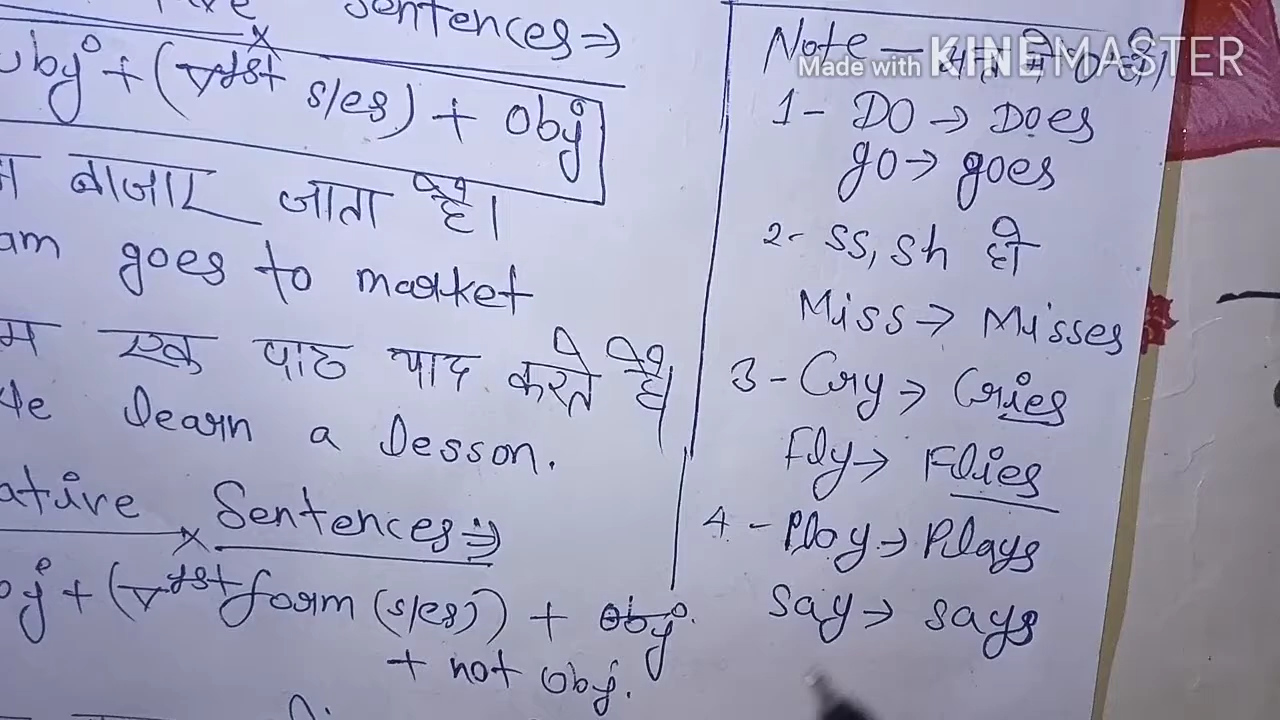 Sentences⇒
ubj + (V1st s/es) + Obj
बाजार जाता है।
am goes to market
एक पाठ याद करते है।
We learn a lesson.
ative Sentences⇒
bj + (V1st form (s/es)) + Obj.
+ not Obj.
Note —
Made with KINEMASTER
1- DO → Does
go → goes
2- ss, sh हो
Miss → Misses
3- Cry → Cries
Fly → Flies
4- Play → Plays
Say → says